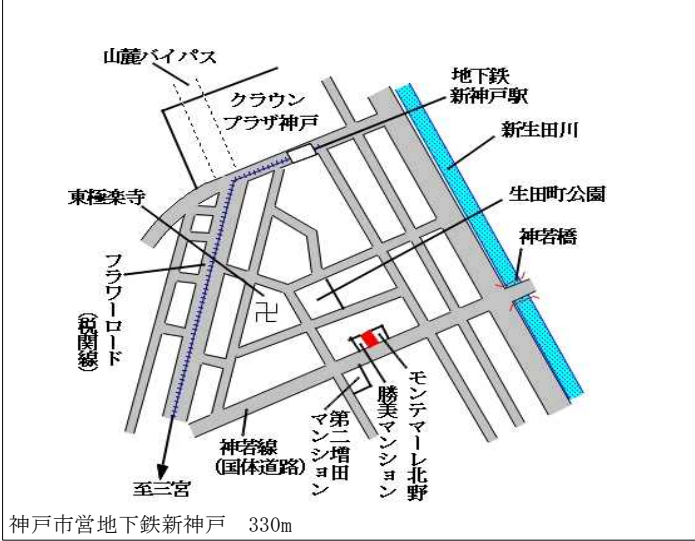 山麓バイパス
クラウン
プラザ神戸
地下鉄
新神戸駅
新生田川
東極楽寺
生田町公園
神若橋
フラワーロード
(税関線)
卍
モンテマーレ北野
勝美マンション
第二増田
マンション
神若線
(国体道路)
至三宮
神戸市営地下鉄新神戸 330m